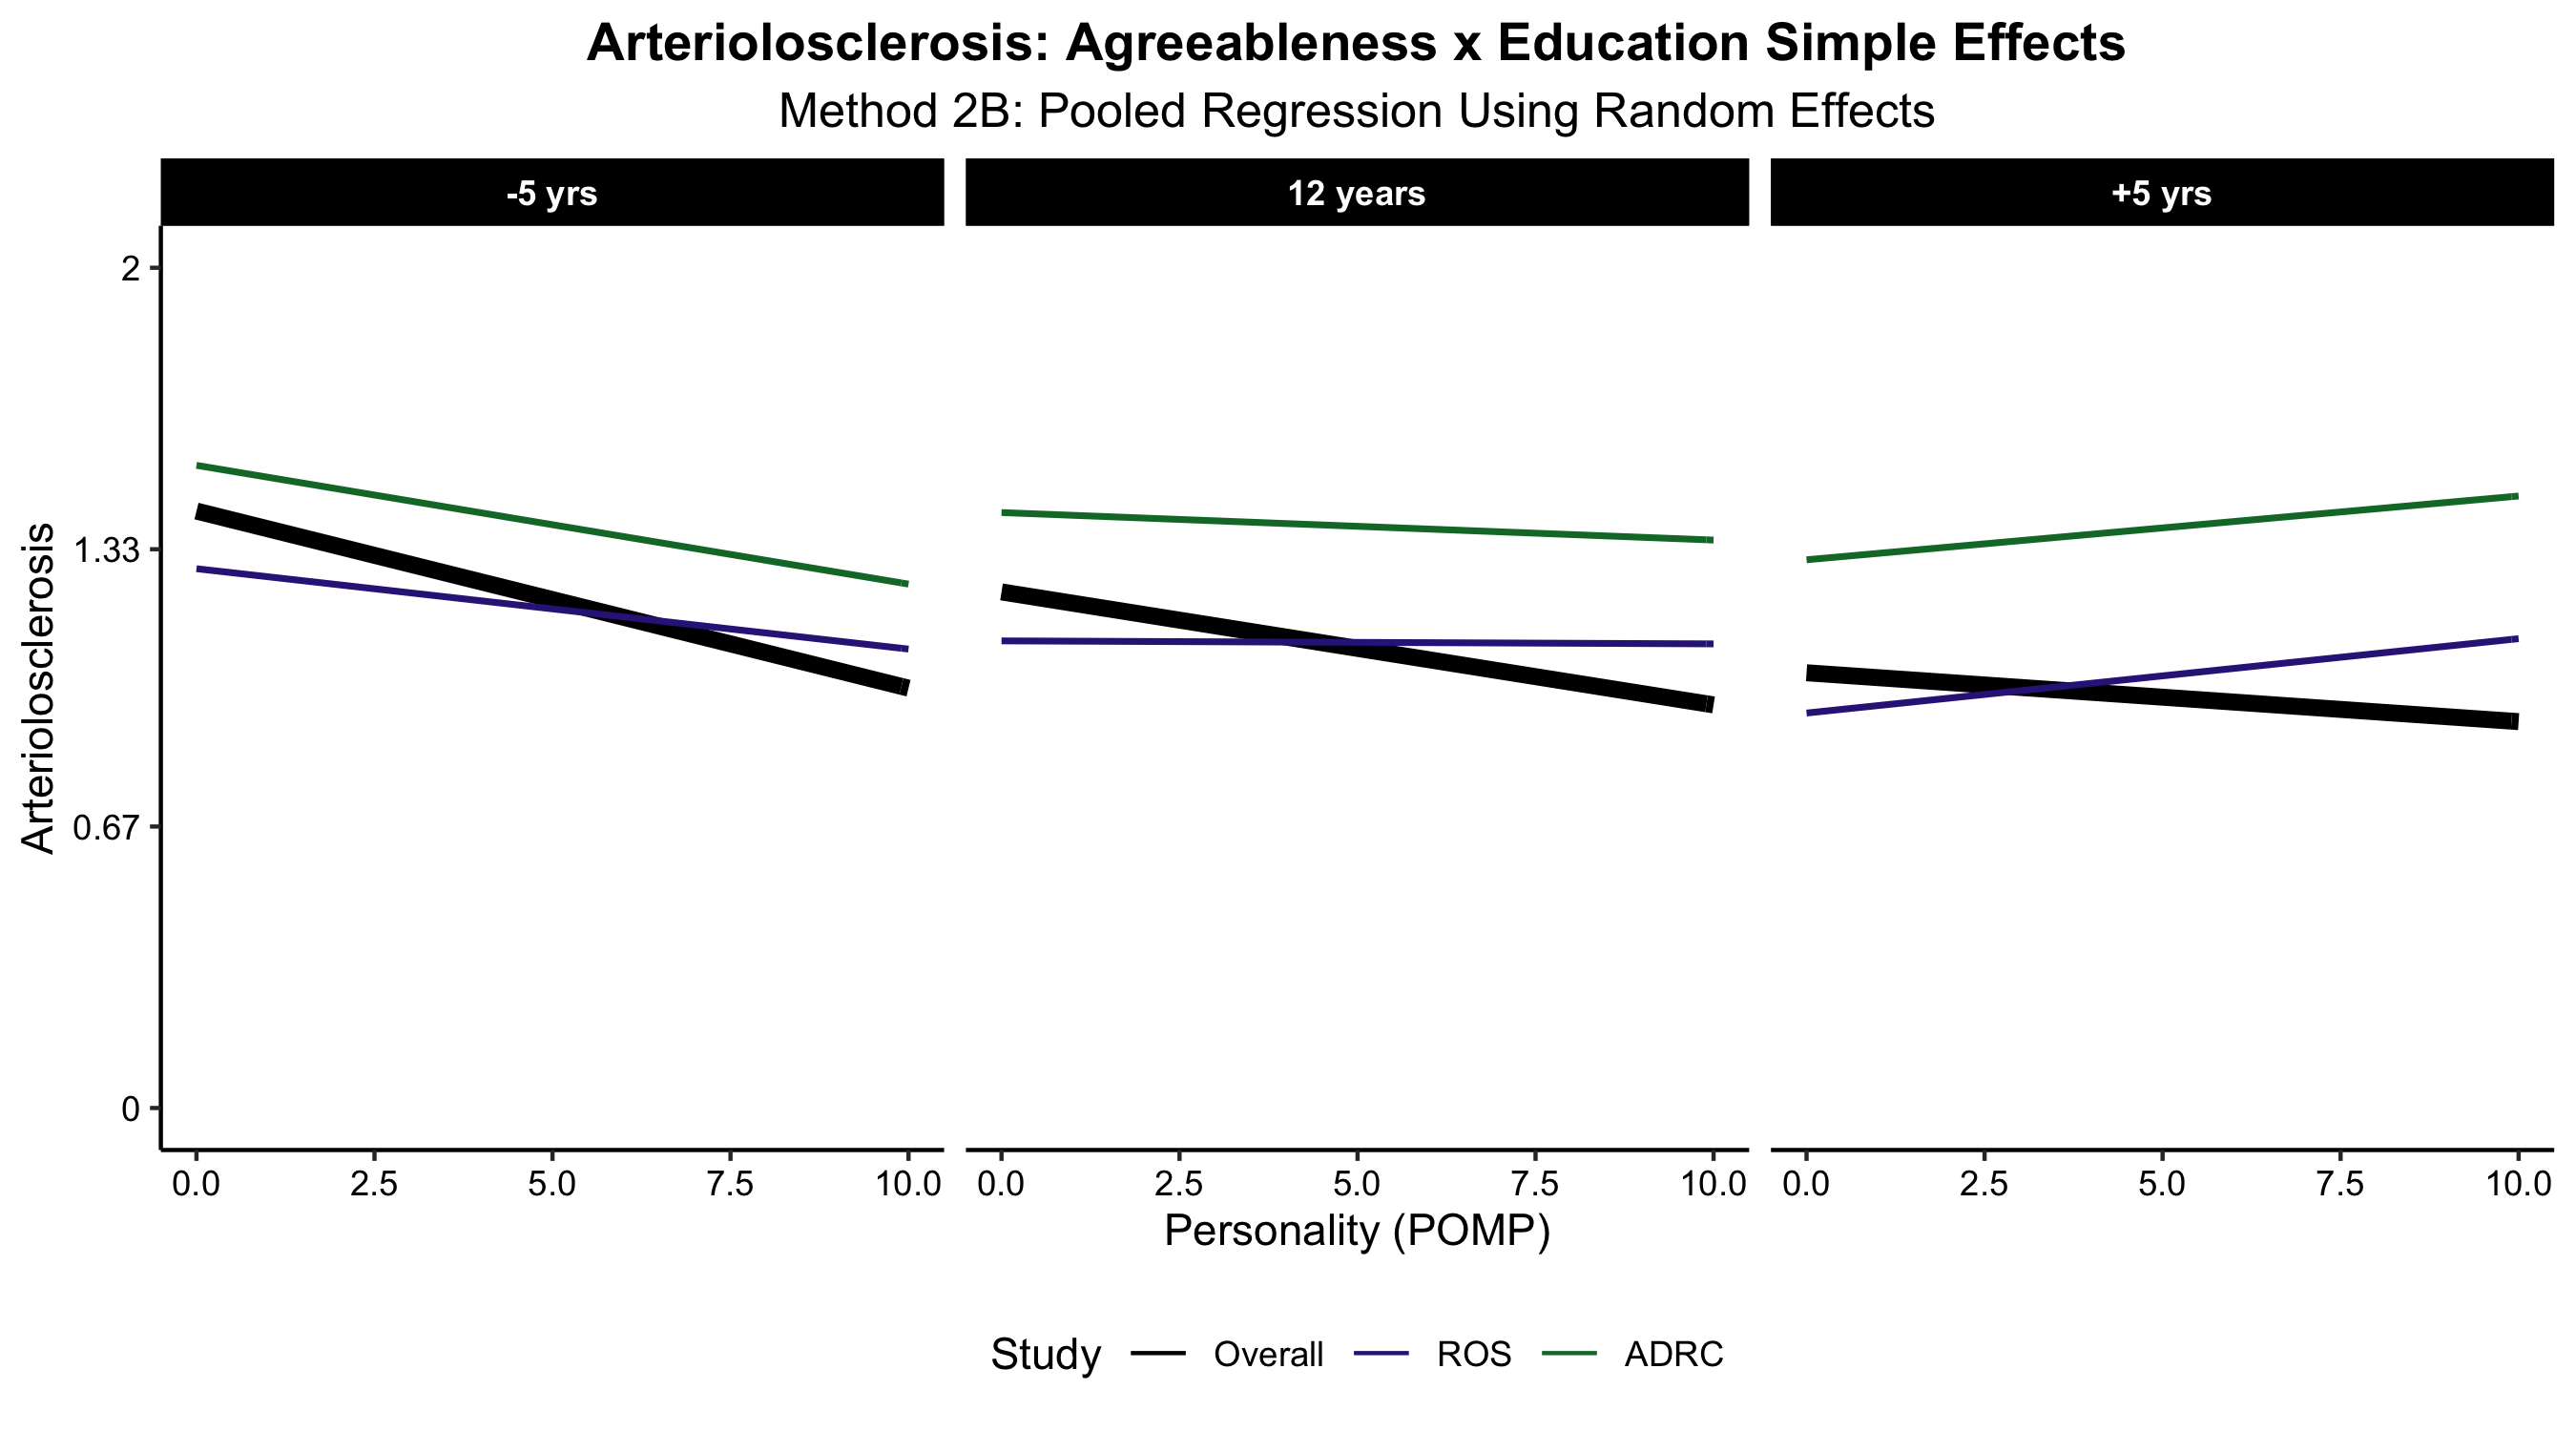 Arteriolosclerosis: Agreeableness x Education Simple Effects
Method 2B: Pooled Regression Using Random Effects
-5 yrs 12 years +5 yrs
Arteriolosclerosis
2
1.33
0.67
0
0.0 2.5 5.0 7.5 10.0 0.0 2.5 5.0 7.5 10.0 0.0 2.5 5.0 7.5 10.0
Personality (POMP)
Study Overall ROS ADRC